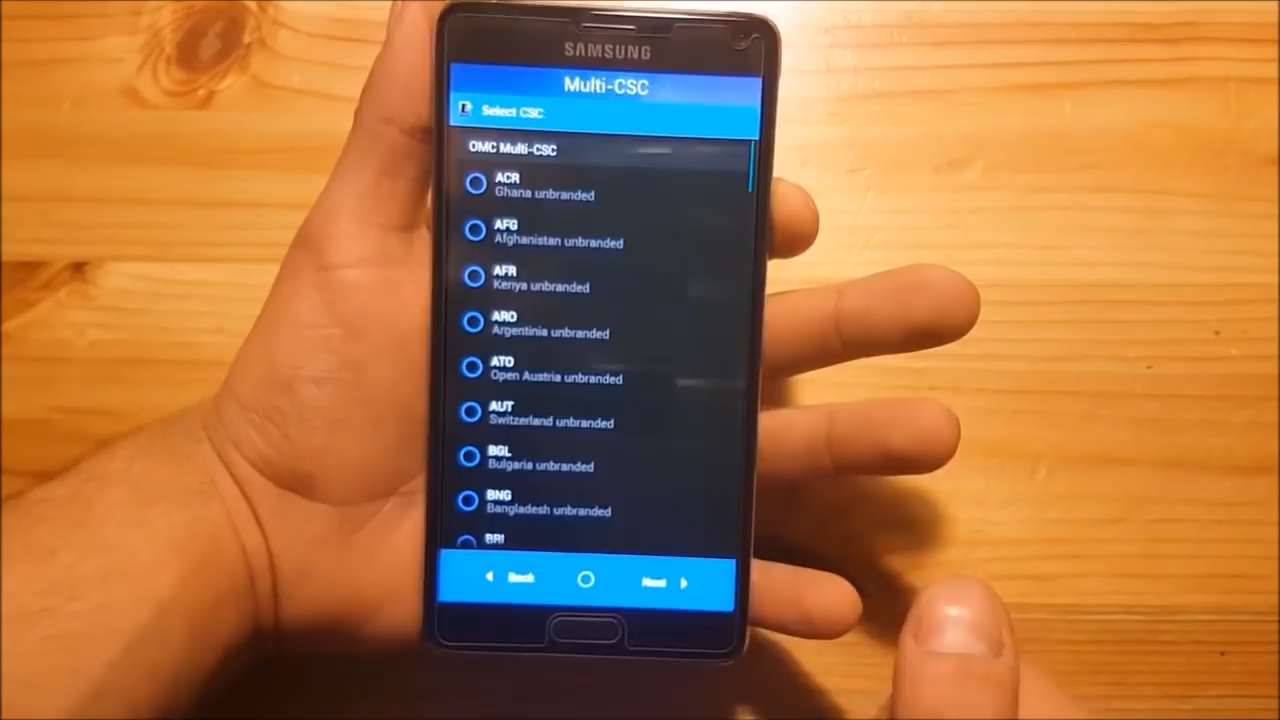 SAMSUNG
Multi-CSC
Select CSC
OMC Multi-CSC
ACR
Ghana unbranded
AFG
Afghanistan unbranded
AFR
Kenya unbranded
ARO
Argentinia unbranded
ATO
Open Austria unbranded
AUT
Switzerland unbranded
BGL
Bulgaria unbranded
BNG
Bangladesh unbranded
BRI
Back Next